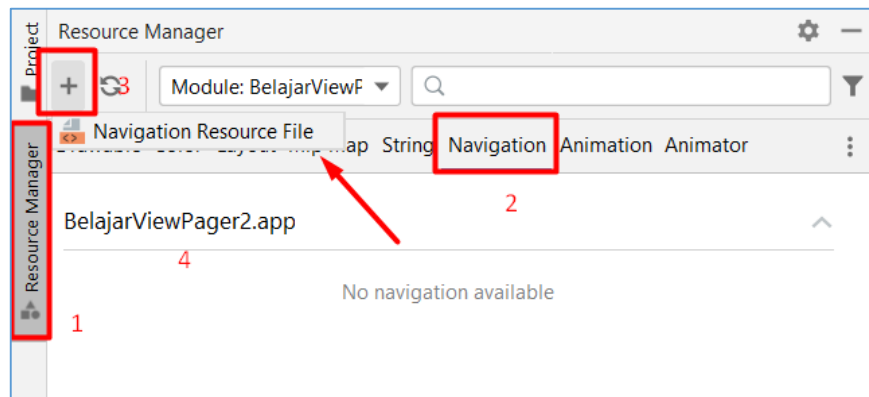 Project
Resource Manager
+ 3 Module: BelajarViewP
Navigation Resource File
String Navigation Animation Animator
2
BelajarViewPager2.app
4
No navigation available
Resource Manager
1